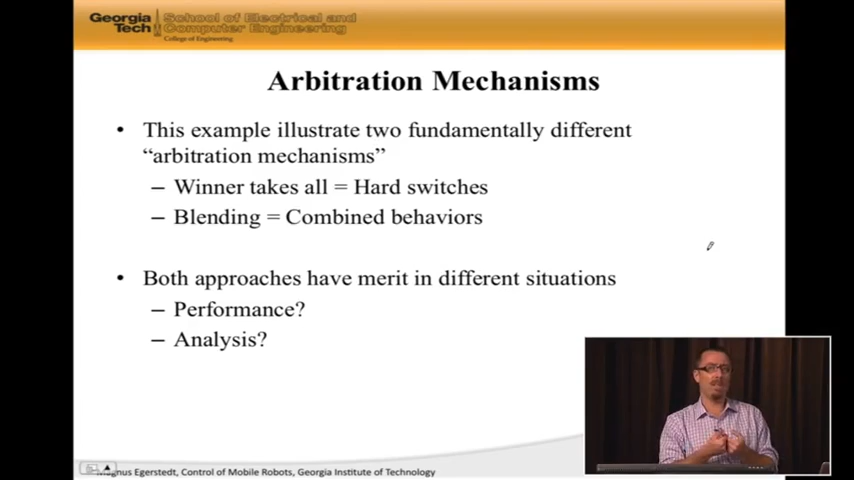 Georgia Tech
School of Electrical and
Computer Engineering
College of Engineering
Arbitration Mechanisms
• This example illustrate two fundamentally different
“arbitration mechanisms”
– Winner takes all = Hard switches
– Blending = Combined behaviors
• Both approaches have merit in different situations
– Performance?
– Analysis?
Egerstedt, Control of Mobile Robots, Georgia Institute of Technology